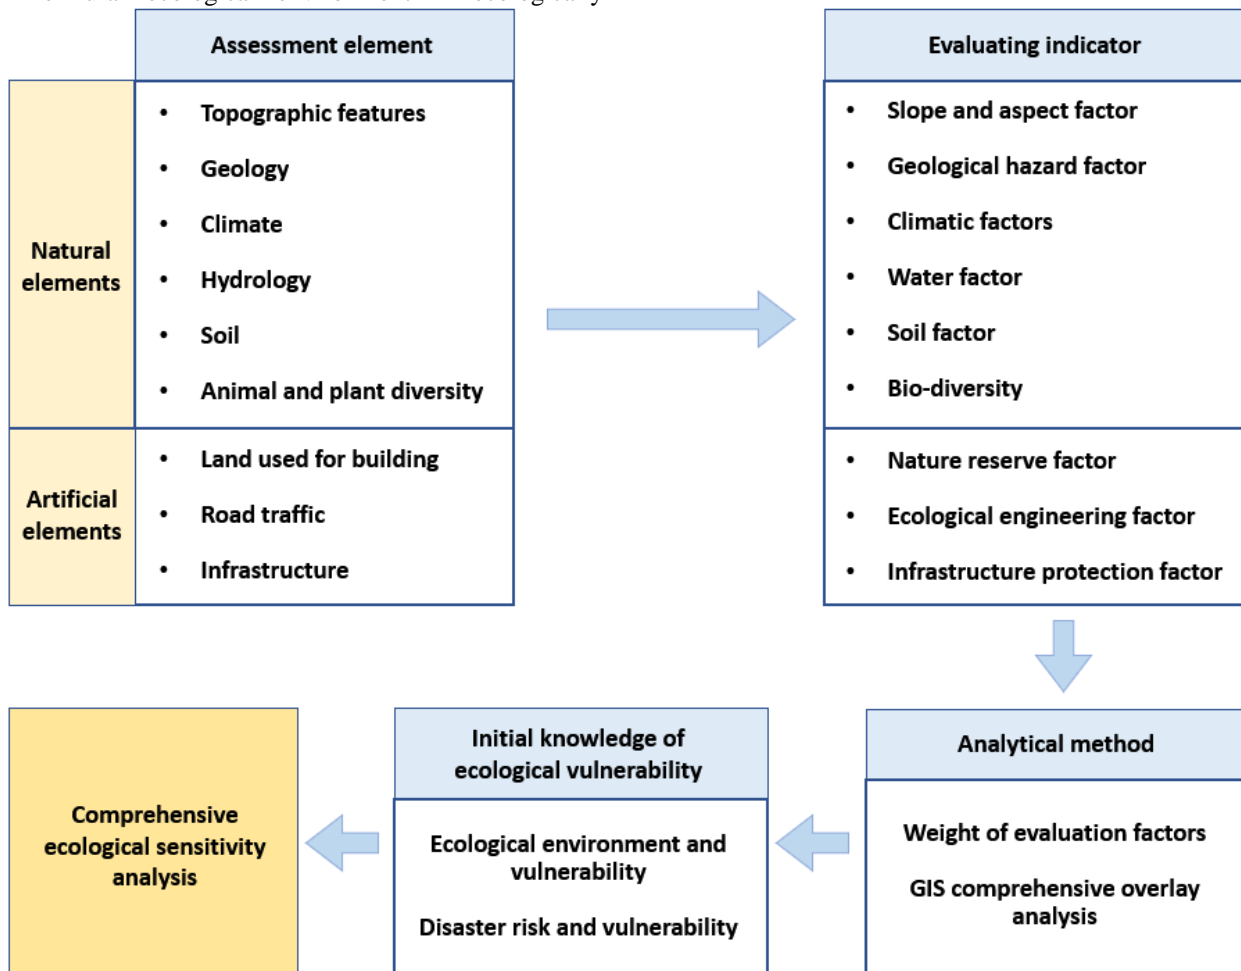 Assessment element
Evaluating indicator
Natural
elements
• Topographic features
• Geology
• Climate
• Hydrology
• Soil
• Animal and plant diversity
• Slope and aspect factor
• Geological hazard factor
• Climatic factors
• Water factor
• Soil factor
• Bio-diversity
Artificial
elements
• Land used for building
• Road traffic
• Infrastructure
• Nature reserve factor
• Ecological engineering factor
• Infrastructure protection factor
Analytical method
Weight of evaluation factors
GIS comprehensive overlay
analysis
Initial knowledge of
ecological vulnerability
Ecological environment and
vulnerability
Disaster risk and vulnerability
Comprehensive
ecological sensitivity
analysis